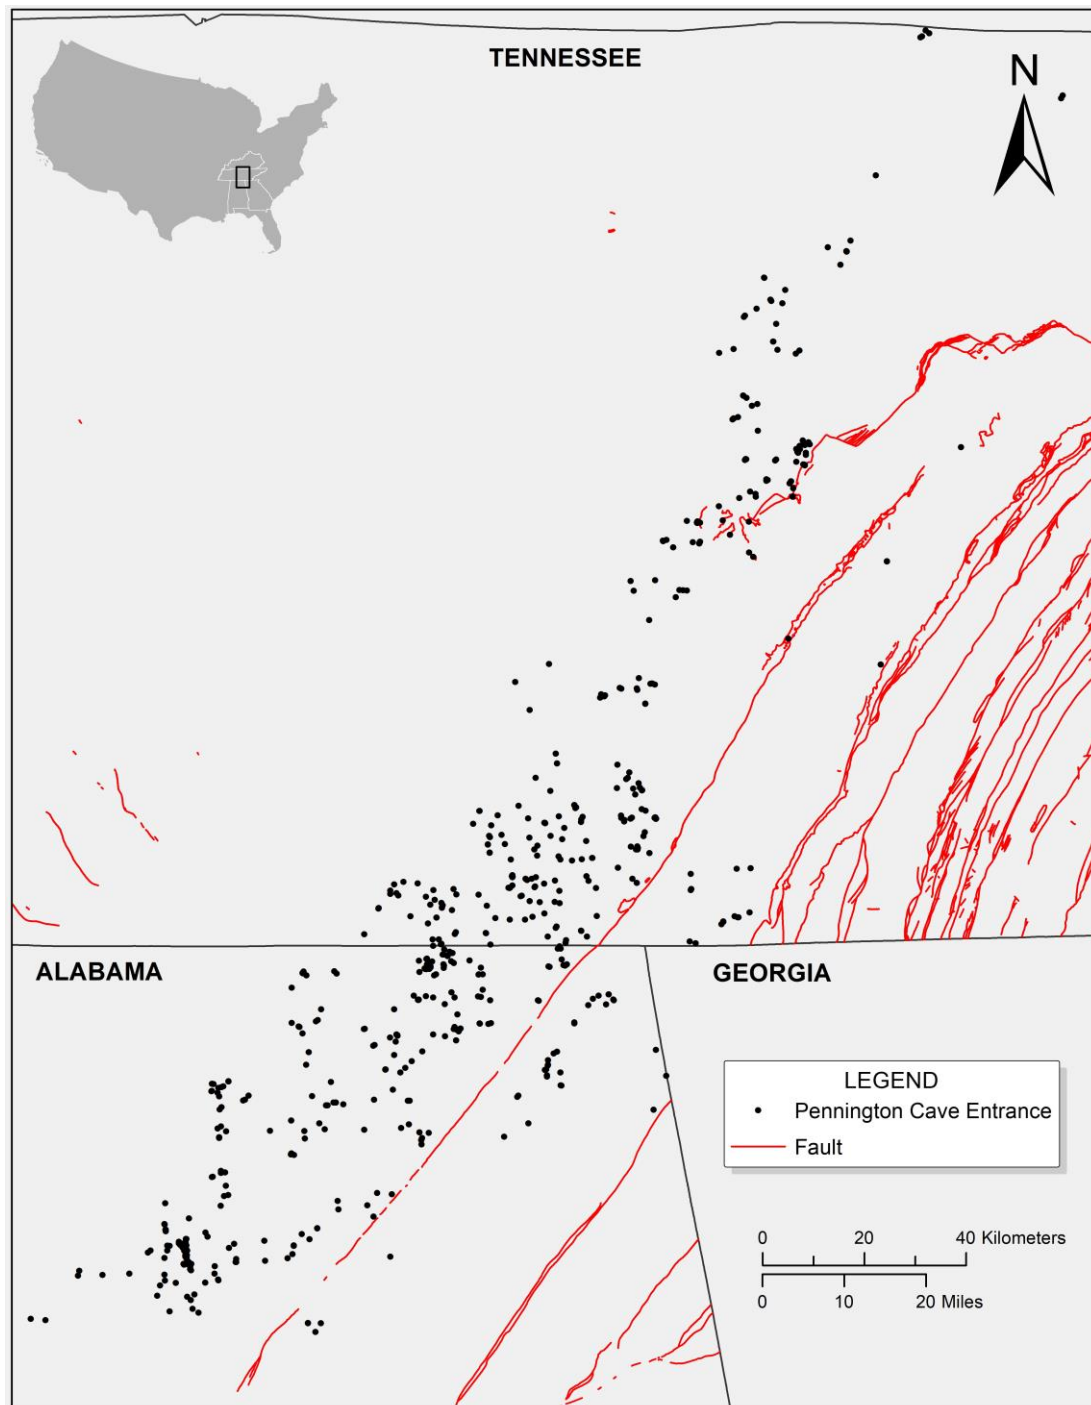 TENNESSEE
N
ALABAMA
GEORGIA
LEGEND
Pennington Cave Entrance
Fault
0 20 40 Kilometers
0 10 20 Miles